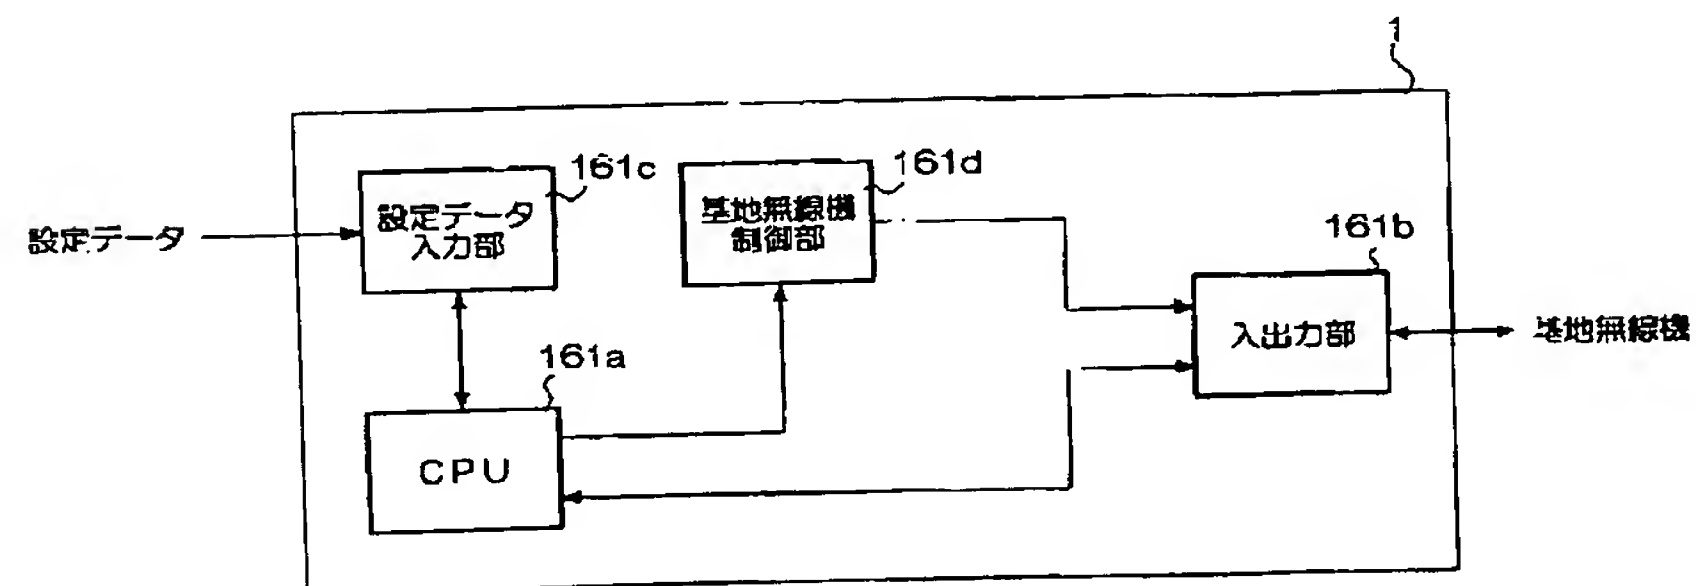 1
161c
161d
設定データ
入力部
基地無線機
制御部
設定データ
161b
入出力部
基地無線機
161a
CPU